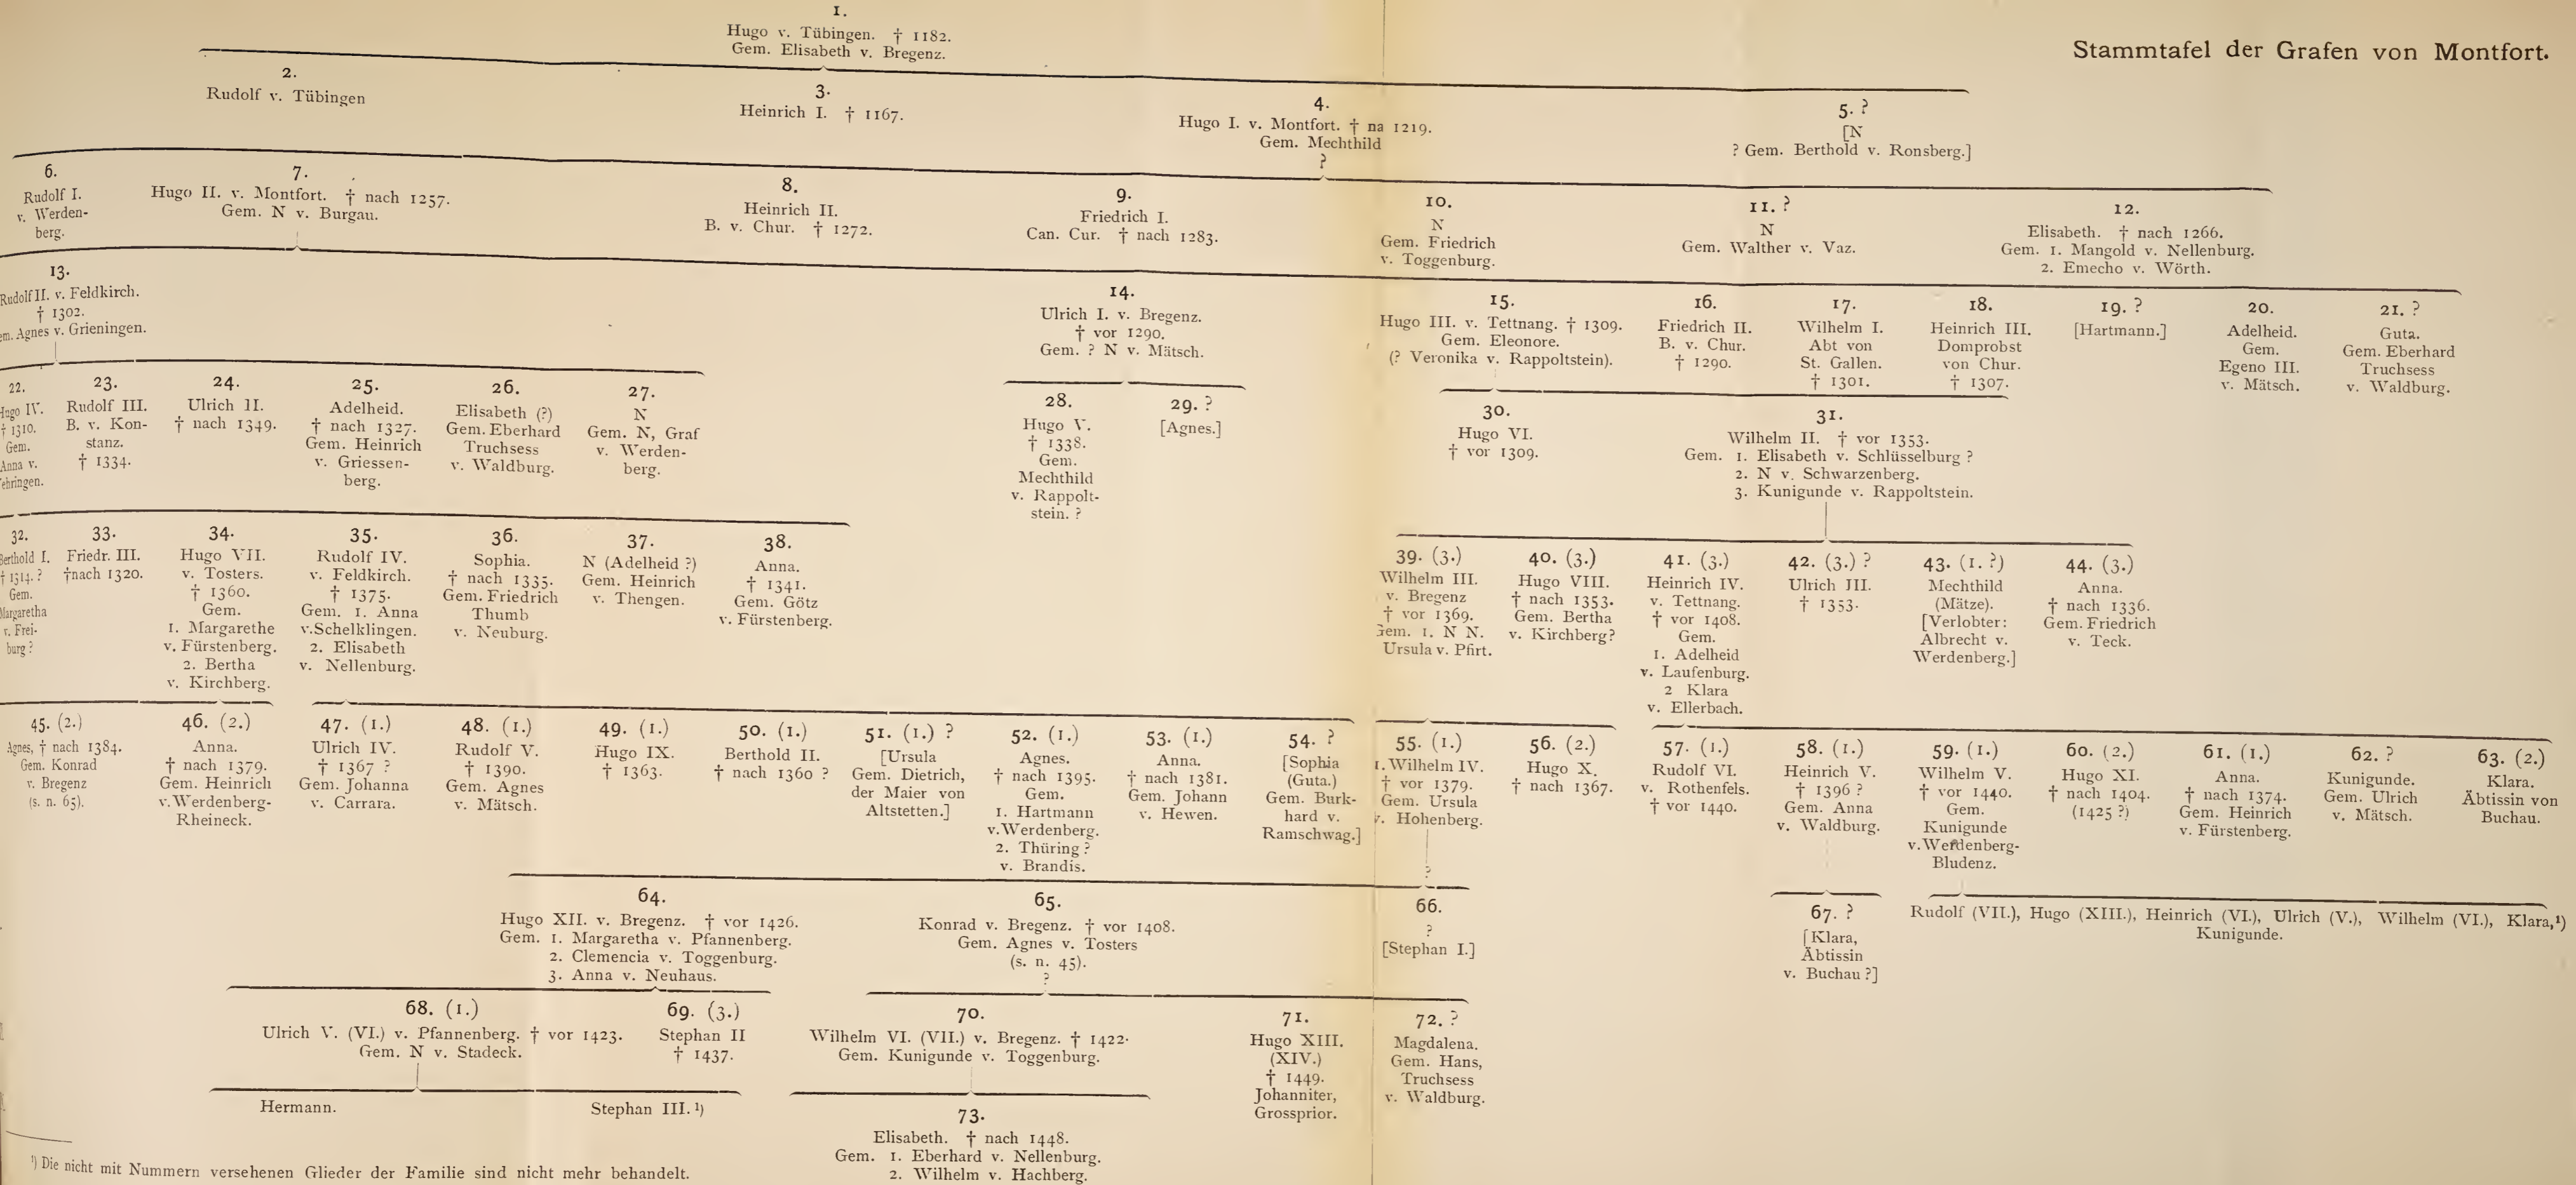 Stammtafel der Grafen von Montfort.
1.
Hugo v. Tübingen. † 1182.
Gem. Elisabeth v. Bregenz.
2.
Rudolf v. Tübingen
3.
Heinrich I. † 1167.
4.
Hugo I. v. Montfort. † na 1219.
Gem. Mechthild
?
5. ?
[N
? Gem. Berthold v. Ronsberg.]
6.
Rudolf I.
v. Werden-
berg.
7.
Hugo II. v. Montfort. † nach 1257.
Gem. N v. Burgau.
8.
Heinrich II.
B. v. Chur. † 1272.
9.
Friedrich I.
Can. Cur. † nach 1283.
10.
N
Gem. Friedrich
v. Toggenburg.
11. ?
N
Gem. Walther v. Vaz.
12.
Elisabeth. † nach 1266.
Gem. 1. Mangold v. Nellenburg.
2. Emecho v. Wörth.
13.
Rudolf II. v. Feldkirch.
† 1302.
em. Agnes v. Grieningen.
14.
Ulrich I. v. Bregenz.
† vor 1290.
Gem. ? N v. Mätsch.
15.
Hugo III. v. Tettnang. † 1309.
Gem. Eleonore.
(? Veronika v. Rappoltstein).
16.
Friedrich II.
B. v. Chur.
† 1290.
17.
Wilhelm I.
Abt von
St. Gallen.
† 1301.
18.
Heinrich III.
Domprobst
von Chur.
† 1307.
19. ?
[Hartmann.]
20.
Adelheid.
Gem.
Egeno III.
v. Mätsch.
21. ?
Guta.
Gem. Eberhard
Truchsess
v. Waldburg.
22.
Hugo IV.
† 1310.
Gem.
Anna v.
ehringen.
23.
Rudolf III.
B. v. Kon-
stanz.
† 1334.
24.
Ulrich II.
† nach 1349.
25.
Adelheid.
† nach 1327.
Gem. Heinrich
v. Griessen-
berg.
26.
Elisabeth (?)
Gem. Eberhard
Truchsess
v. Waldburg.
27.
N
Gem. N, Graf
v. Werden-
berg.
28.
Hugo V.
† 1338.
Gem.
Mechthild
v. Rappolt-
stein. ?
29. ?
[Agnes.]
30.
Hugo VI.
† vor 1309.
31.
Wilhelm II. † vor 1353.
Gem. 1. Elisabeth v. Schlüsselburg ?
2. N v. Schwarzenberg.
3. Kunigunde v. Rappoltstein.
32.
Berthold I.
† 1314. ?
Gem.
Margaretha
v. Frei-
burg ?
33.
Friedr. III.
†nach 1320.
34.
Hugo VII.
v. Tosters.
† 1360.
Gem.
1. Margarethe
v. Fürstenberg.
2. Bertha
v. Kirchberg.
35.
Rudolf IV.
v. Feldkirch.
† 1375.
Gem. 1. Anna
v.Schelklingen.
2. Elisabeth
v. Nellenburg.
36.
Sophia.
† nach 1335.
Gem. Friedrich
Thumb
v. Neuburg.
37.
N (Adelheid ?)
Gem. Heinrich
v. Thengen.
38.
Anna.
† 1341.
Gem. Götz
v. Fürstenberg.
39. (3.)
Wilhelm III.
v. Bregenz
† vor 1369.
Gem. 1. N N.
Ursula v. Pfirt.
40. (3.)
Hugo VIII.
† nach 1353.
Gem. Bertha
v. Kirchberg?
41. (3.)
Heinrich IV.
v. Tettnang.
† vor 1408.
Gem.
1. Adelheid
v. Laufenburg.
2 Klara
v. Ellerbach.
42. (3.) ?
Ulrich III.
† 1353.
43. (1. ?)
Mechthild
(Mätze).
[Verlobter:
Albrecht v.
Werdenberg.]
44. (3.)
Anna.
† nach 1336.
Gem. Friedrich
v. Teck.
45. (2.)
Agnes, † nach 1384.
Gem. Konrad
v. Bregenz
(s. n. 65).
46. (2.)
Anna.
† nach 1379.
Gem. Heinrich
v.Werdenberg-
Rheineck.
47. (1.)
Ulrich IV.
† 1367 ?
Gem. Johanna
v. Carrara.
48. (1.)
Rudolf V.
† 1390.
Gem. Agnes
v. Mätsch.
49. (1.)
Hugo IX.
† 1363.
50. (1.)
Berthold II.
† nach 1360 ?
51. (1.) ?
[Ursula
Gem. Dietrich,
der Maier von
Altstetten.]
52. (1.)
Agnes.
† nach 1395.
Gem.
1. Hartmann
v.Werdenberg.
2. Thüring ?
v. Brandis.
53. (1.)
Anna.
† nach 1381.
Gem. Johann
v. Hewen.
54. ?
[Sophia
(Guta.)
Gem. Burk-
hard v.
Ramschwag.]
55. (1.)
1. Wilhelm IV.
† vor 1379.
Gem. Ursula
v. Hohenberg.
?
56. (2.)
Hugo X.
† nach 1367.
57. (1.)
Rudolf VI.
v. Rothenfels.
† vor 1440.
58. (1.)
Heinrich V.
† 1396 ?
Gem. Anna
v. Waldburg.
59. (1.)
Wilhelm V.
† vor 1440.
Gem.
Kunigunde
v.Werdenberg-
Bludenz.
60. (2.)
Hugo XI.
† nach 1404.
(1425 ?)
61. (1.)
Anna.
† nach 1374.
Gem. Heinrich
v. Fürstenberg.
62. ?
Kunigunde.
Gem. Ulrich
v. Mätsch.
63. (2.)
Klara.
Äbtissin von
Buchau.
64.
Hugo XII. v. Bregenz. † vor 1426.
Gem. 1. Margaretha v. Pfannenberg.
2. Clemencia v. Toggenburg.
3. Anna v. Neuhaus.
65.
Konrad v. Bregenz. † vor 1408.
Gem. Agnes v. Tosters
(s. n. 45).
?
66.
?
[Stephan I.]
67. ?
[Klara,
Äbtissin
v. Buchau ?]
Rudolf (VII.), Hugo (XIII.), Heinrich (VI.), Ulrich (V.), Wilhelm (VI.), Klara,¹)
Kunigunde.
68. (1.)
Ulrich V. (VI.) v. Pfannenberg. † vor 1423.
Gem. N v. Stadeck.
69. (3.)
Stephan II
† 1437.
70.
Wilhelm VI. (VII.) v. Bregenz. † 1422.
Gem. Kunigunde v. Toggenburg.
71.
Hugo XIII.
(XIV.)
† 1449.
Johanniter,
Grossprior.
72. ?
Magdalena.
Gem. Hans,
Truchsess
v. Waldburg.
Hermann.
Stephan III. ¹)
73.
Elisabeth. † nach 1448.
Gem. 1. Eberhard v. Nellenburg.
2. Wilhelm v. Hachberg.
¹) Die nicht mit Nummern versehenen Glieder der Familie sind nicht mehr behandelt.